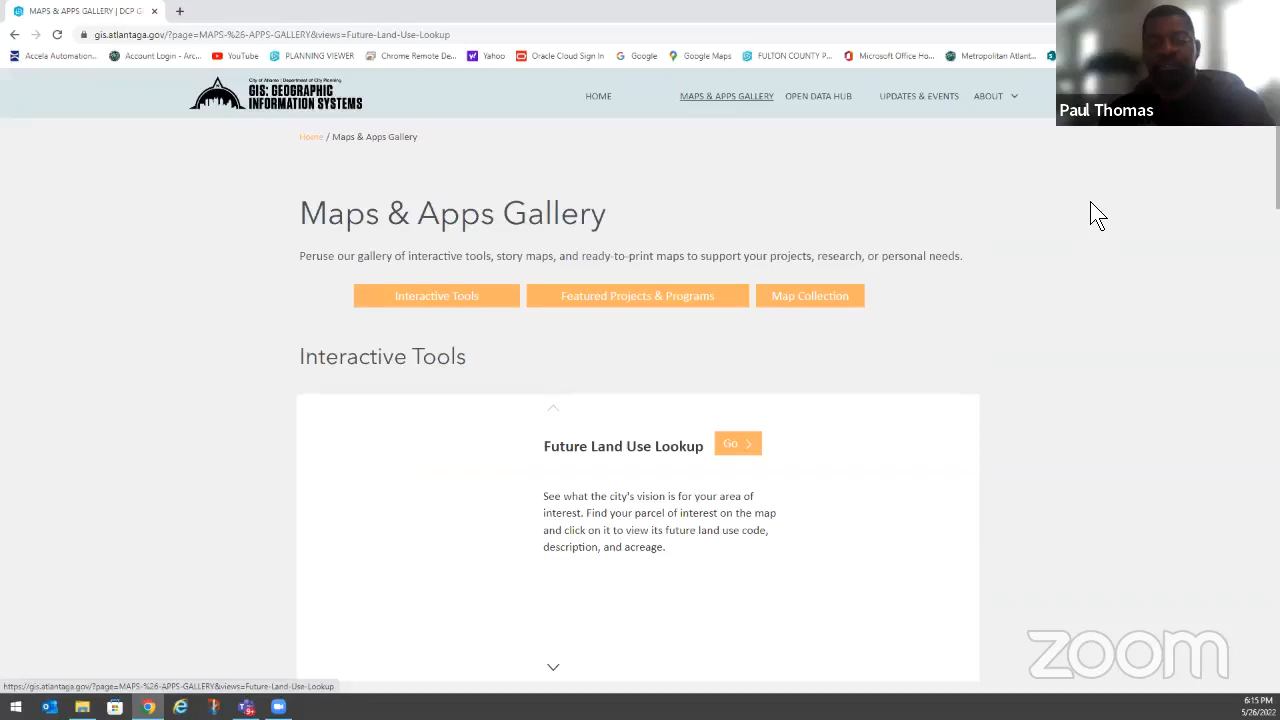 MAPS & APPS GALLERY | DCP G
gis.atlantaga.gov/?page=MAPS-%26-APPS-GALLERY&views=Future-Land-Use-Lookup
Accela Automation...
Account Login - Arc...
YouTube
PLANNING VIEWER
Chrome Remote De...
Yahoo
Oracle Cloud Sign In
Google
Google Maps
FULTON COUNTY P...
Microsoft Office Ho...
Metropolitan Atlant...
City of Atlanta | Department of City Planning
GIS: GEOGRAPHIC
INFORMATION SYSTEMS
HOME
MAPS & APPS GALLERY
OPEN DATA HUB
UPDATES & EVENTS
ABOUT
Paul Thomas
Home / Maps & Apps Gallery
Maps & Apps Gallery
Peruse our gallery of interactive tools, story maps, and ready-to-print maps to support your projects, research, or personal needs.
Interactive Tools
Featured Projects & Programs
Map Collection
Interactive Tools
Future Land Use Lookup
Go >
See what the city's vision is for your area of
interest. Find your parcel of interest on the map
and click on it to view its future land use code,
description, and acreage.
zoom
https://gis.atlantaga.gov/?page=MAPS-%26-APPS-GALLERY&views=Future-Land-Use-Lookup
6:15 PM
5/26/2022